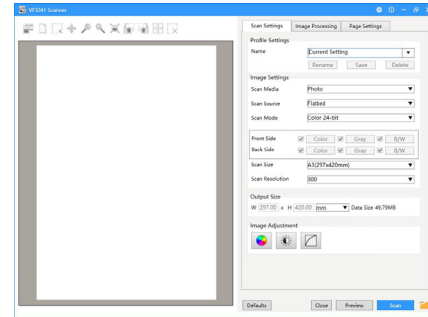 VF3241 Scanner
Scan Settings Image Processing Page Settings
Profile Settings
Name Current Setting
Rename Save Delete
Image Settings
Scan Media Photo
Scan Source Flatbed
Scan Mode Color 24-bit
Front Side Color Gray B/W
Back Side Color Gray B/W
Scan Size A3(297x420mm)
Scan Resolution 300
Output Size
W 297.00 x H 420.00 mm Data Size 49.79MB
Image Adjustment
Defaults Close Preview Scan